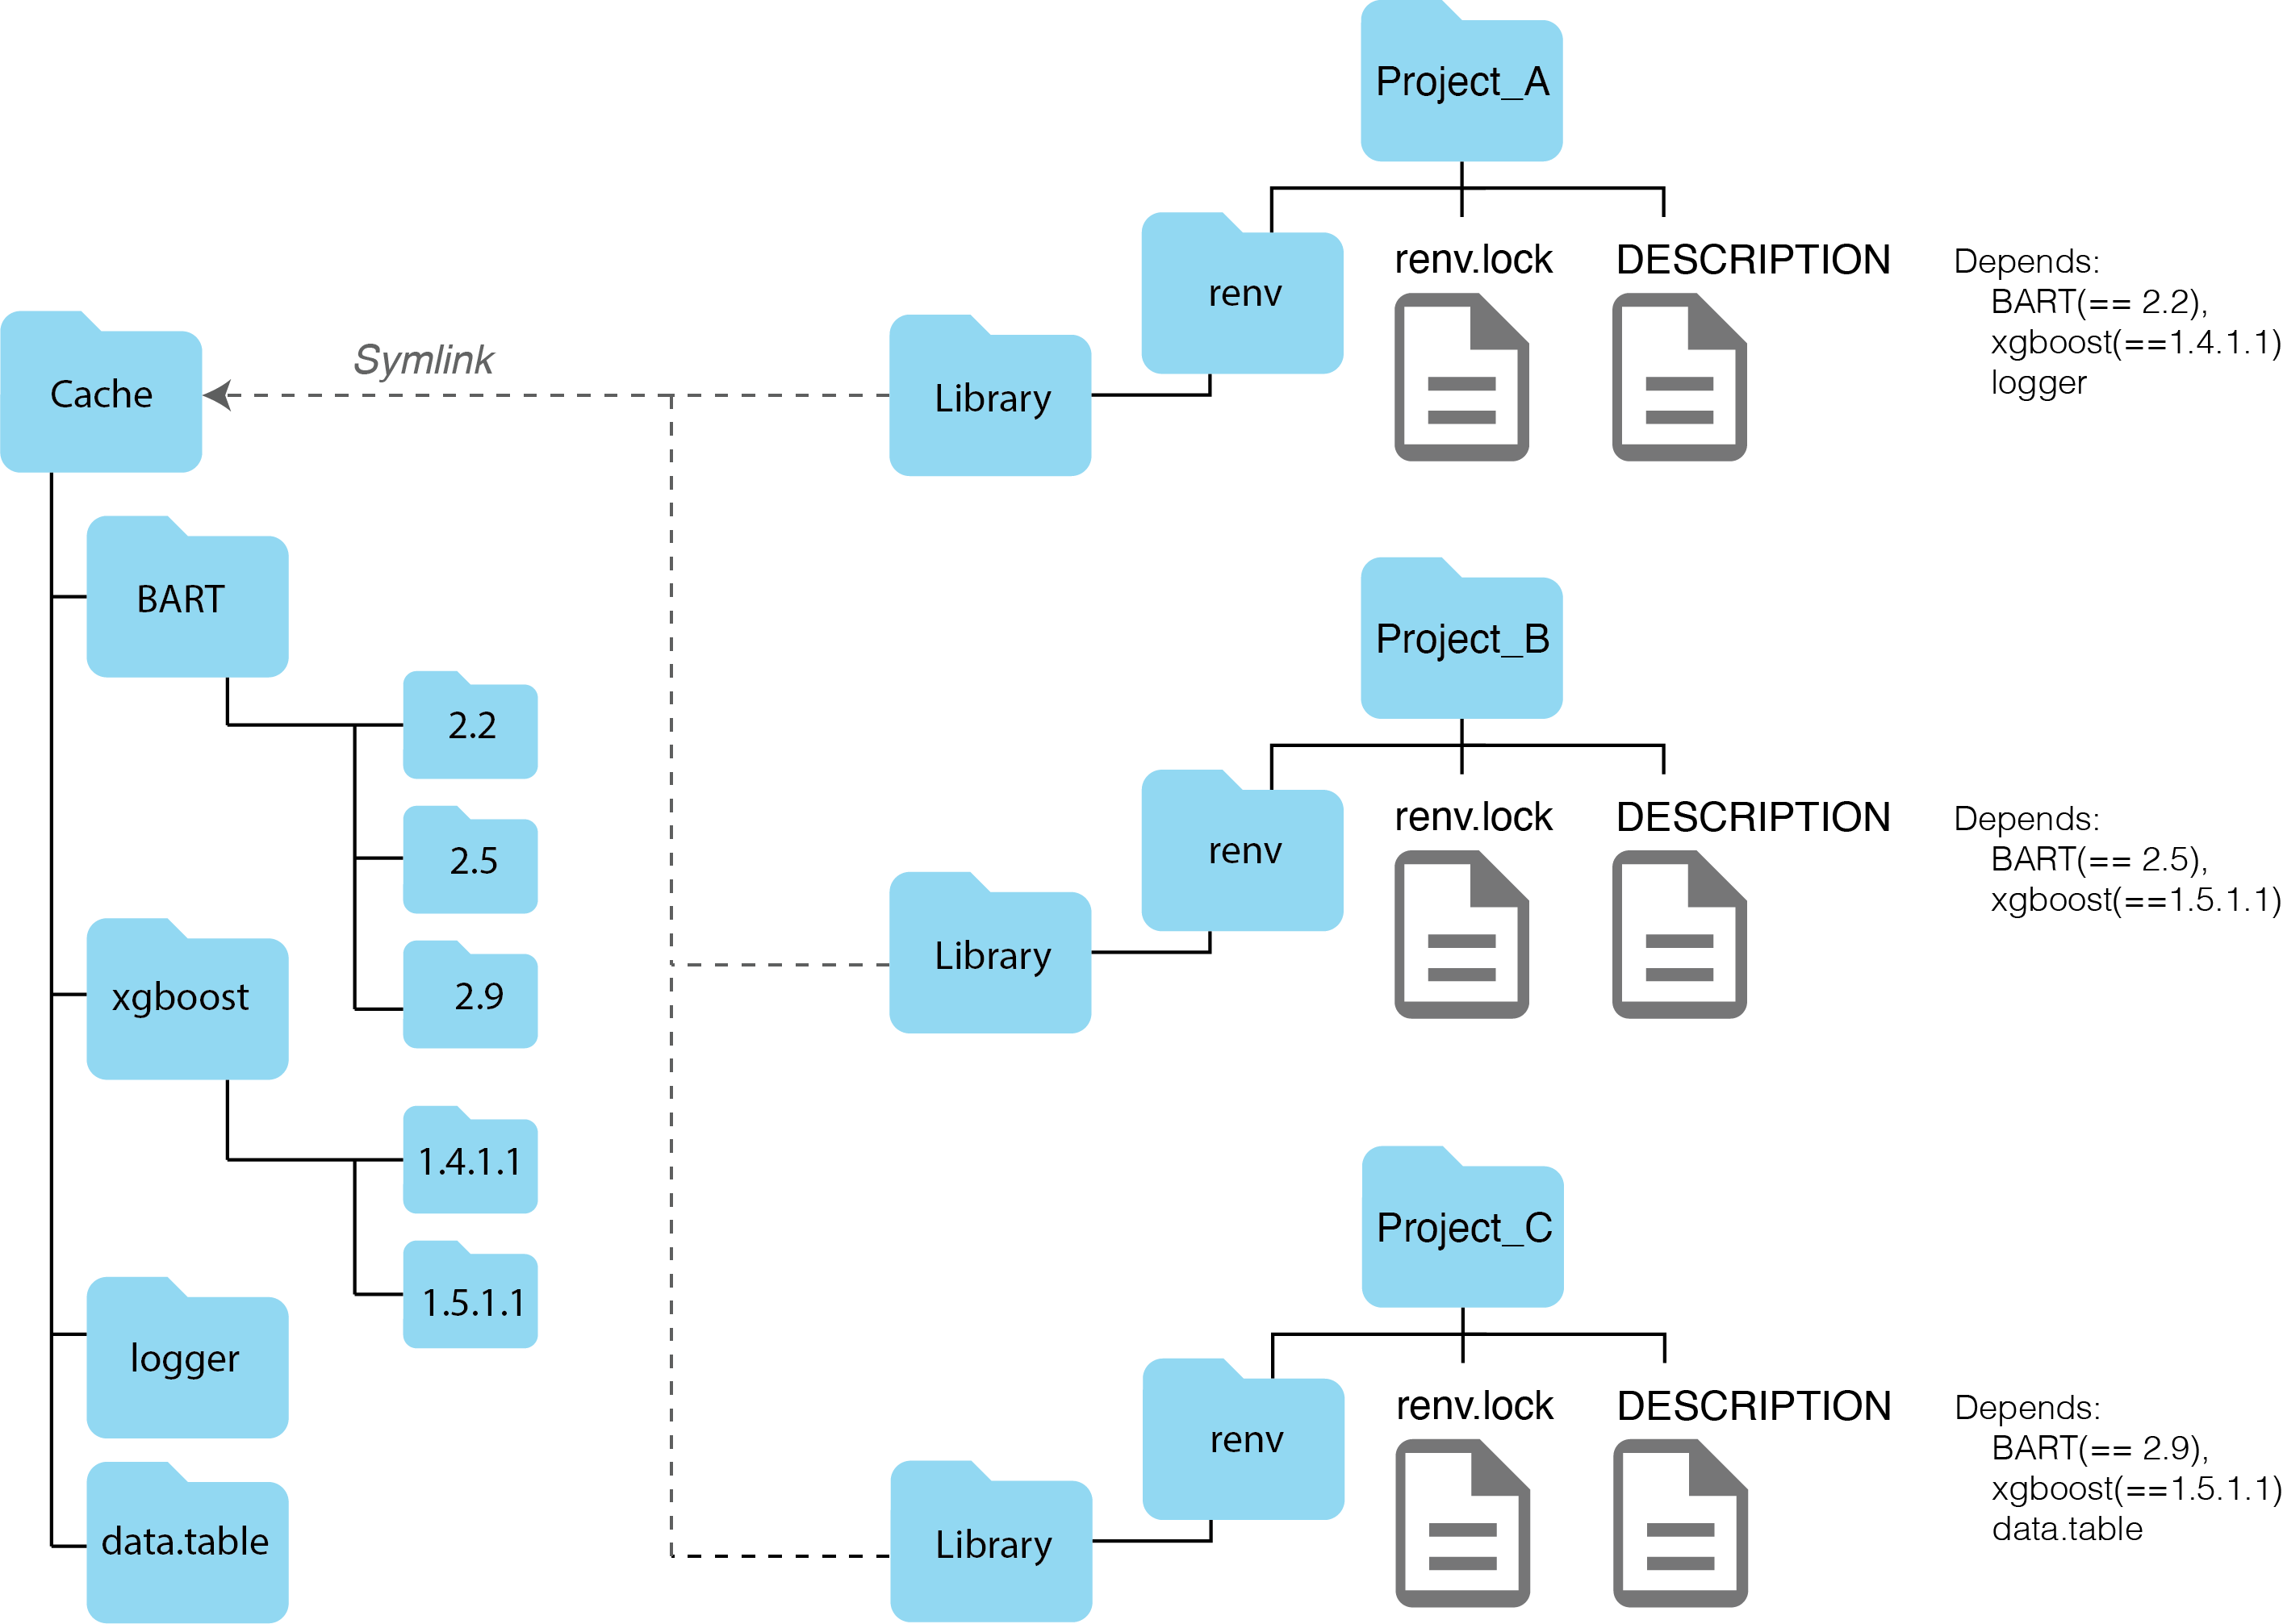 Project_A
renv
renv.lock
DESCRIPTION
Depends:
BART(== 2.2),
xgboost(==1.4.1.1)
logger
Symlink
Cache
Library
BART
2.2
2.5
2.9
xgboost
1.4.1.1
1.5.1.1
logger
data.table
Project_B
renv
renv.lock
DESCRIPTION
Depends:
BART(== 2.5),
xgboost(==1.5.1.1)
Library
Project_C
renv
renv.lock
DESCRIPTION
Depends:
BART(== 2.9),
xgboost(==1.5.1.1)
data.table
Library